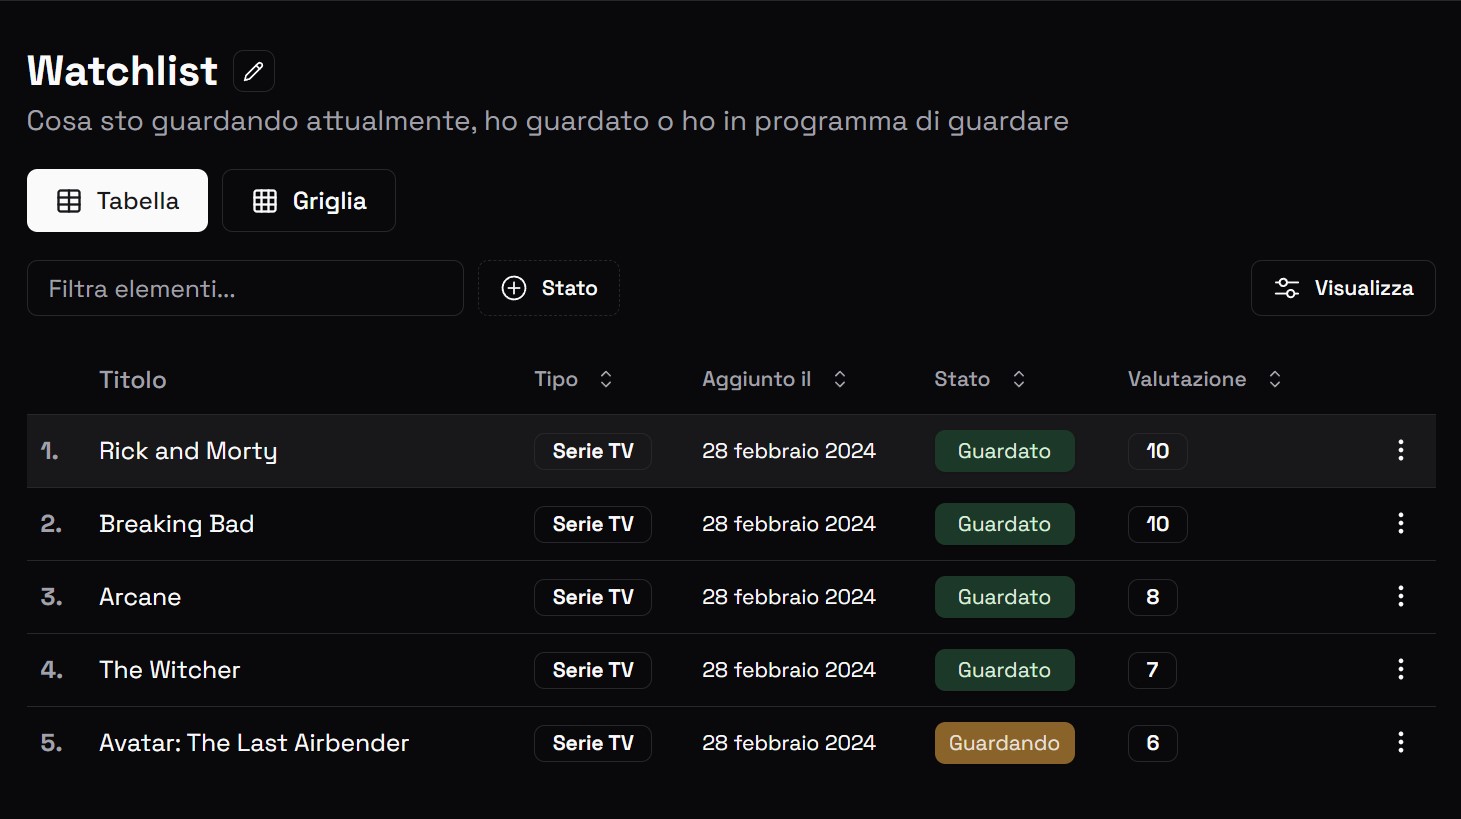 Watchlist
Cosa sto guardando attualmente, ho guardato o ho in programma di guardare
Tabella Griglia
Filtra elementi... Stato Visualizza
Titolo Tipo Aggiunto il Stato Valutazione
1. Rick and Morty Serie TV 28 febbraio 2024 Guardato 10
2. Breaking Bad Serie TV 28 febbraio 2024 Guardato 10
3. Arcane Serie TV 28 febbraio 2024 Guardato 8
4. The Witcher Serie TV 28 febbraio 2024 Guardato 7
5. Avatar: The Last Airbender Serie TV 28 febbraio 2024 Guardando 6